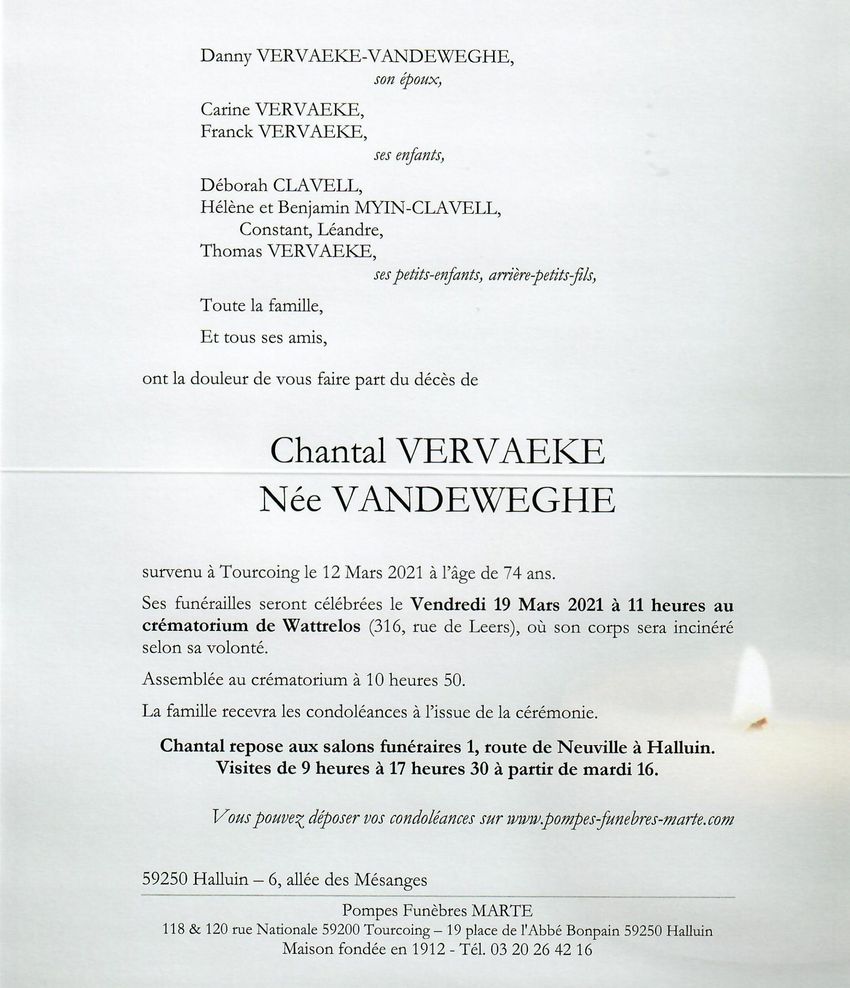 Danny VERVAEKE-VANDEWEGHE,
son époux,
Carine VERVAEKE,
Franck VERVAEKE,
ses enfants,
Déborah CLAVELL,
Hélène et Benjamin MYIN-CLAVELL,
Constant, Léandre,
Thomas VERVAEKE,
ses petits-enfants, arrière-petits-fils,
Toute la famille,
Et tous ses amis,
ont la douleur de vous faire part du décès de
Chantal VERVAEKE
Née VANDEWEGHE
survenu à Tourcoing le 12 Mars 2021 à l'âge de 74 ans.
Ses funérailles seront célébrées le Vendredi 19 Mars 2021 à 11 heures au
crématorium de Wattrelos (316, rue de Leers), où son corps sera incinéré
selon sa volonté.
Assemblée au crématorium à 10 heures 50.
La famille recevra les condoléances à l'issue de la cérémonie.
Chantal repose aux salons funéraires 1, route de Neuville à Halluin.
Visites de 9 heures à 17 heures 30 à partir de mardi 16.
Vous pouvez déposer vos condoléances sur www.pompes-funebres-marte.com
59250 Halluin – 6, allée des Mésanges
Pompes Funèbres MARTE
118 & 120 rue Nationale 59200 Tourcoing – 19 place de l'Abbé Bonpain 59250 Halluin
Maison fondée en 1912 - Tél. 03 20 26 42 16